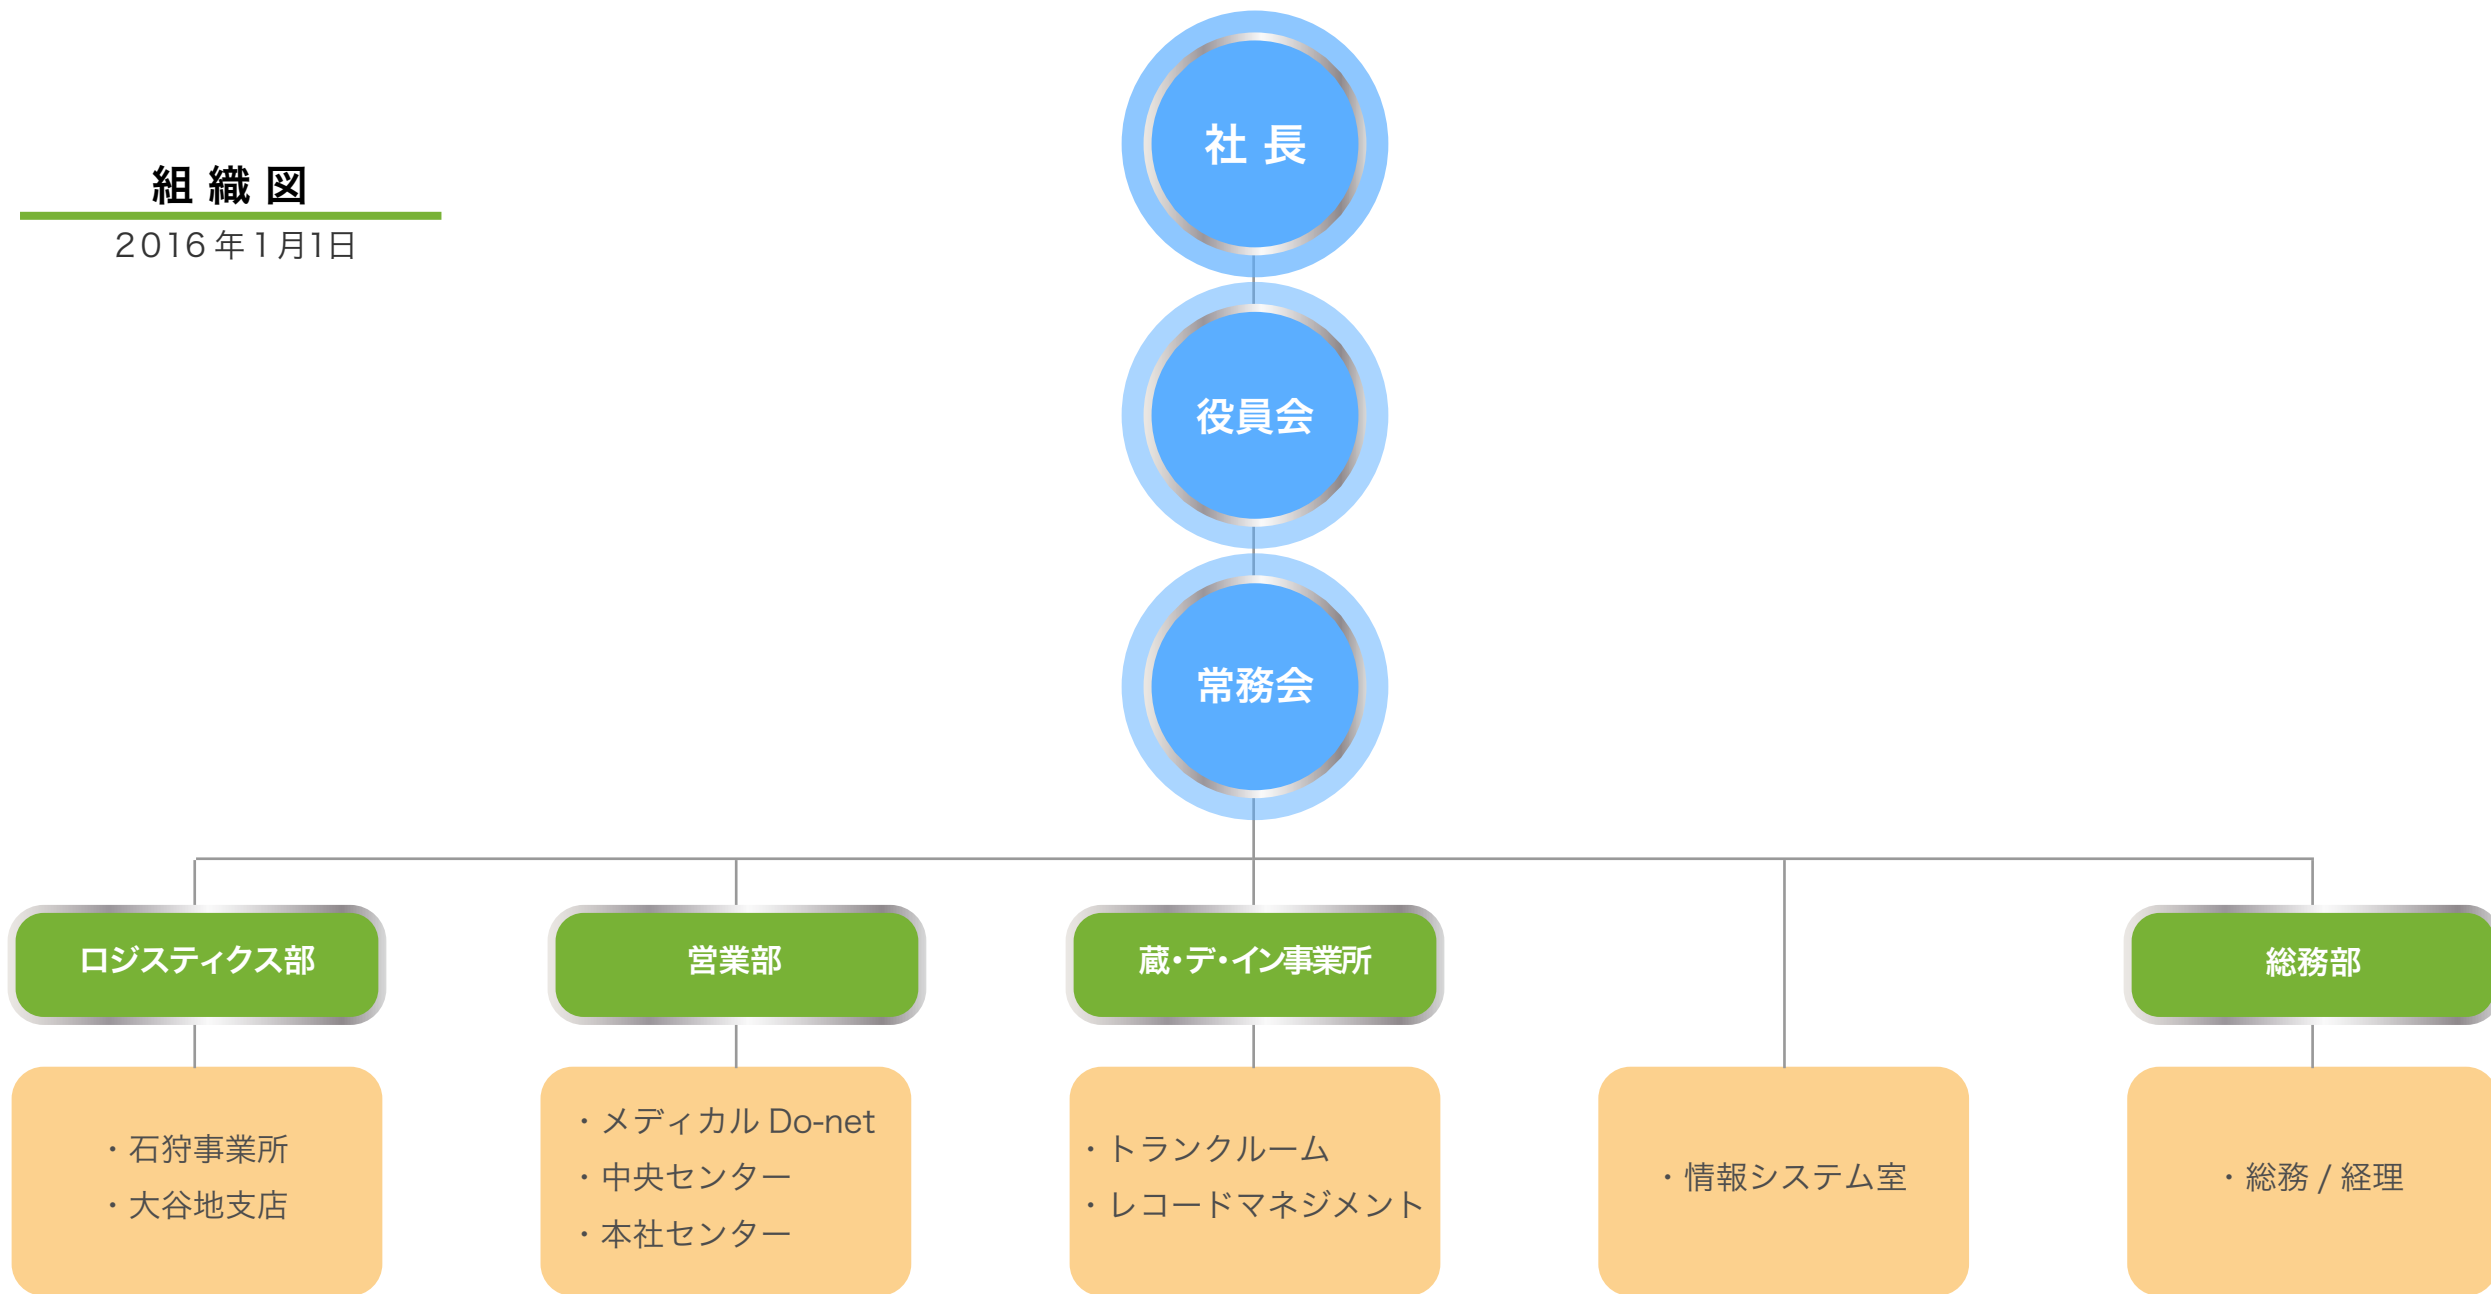 社 長
組 織 図
2016年1月1日
役員会
常務会
ロジスティクス部
営業部
蔵・デ・イン事業所
総務部
・石狩事業所
・大谷地支店
・メディカル Do-net
・中央センター
・本社センター
・トランクルーム
・レコードマネジメント
・情報システム室
・総務 / 経理